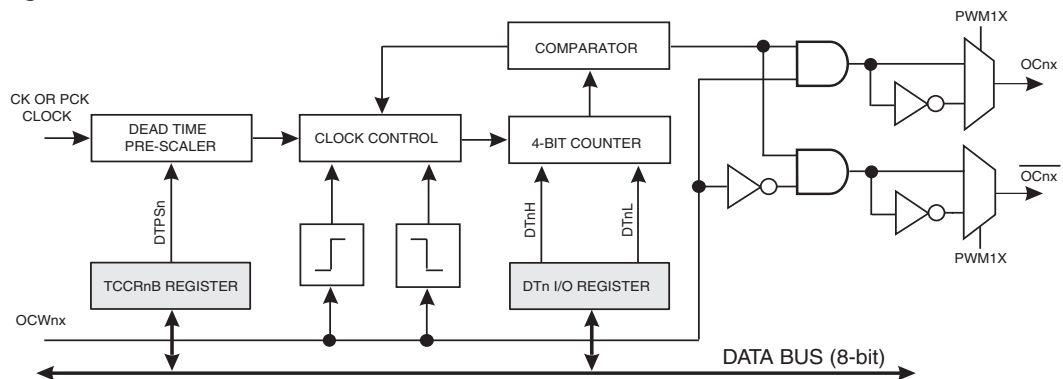 PWM1X
COMPARATOR
OCnx
CK OR PCK
CLOCK
DEAD TIME
PRE-SCALER
CLOCK CONTROL
4-BIT COUNTER
OCnx
DTPSn
DTnH
DTnL
PWM1X
TCCRnB REGISTER
DTn I/O REGISTER
OCWnx
DATA BUS (8-bit)